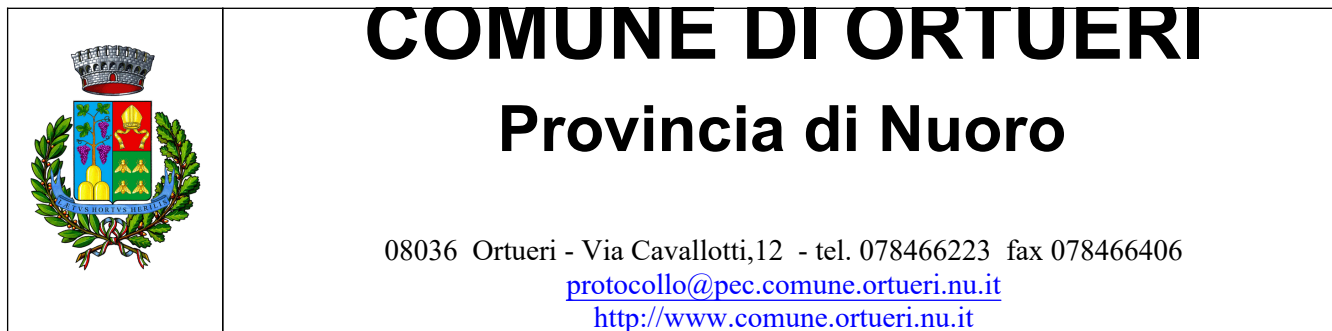 COMUNE DI ORTUERI
Provincia di Nuoro
08036 Ortueri - Via Cavallotti,12 - tel. 078466223 fax 078466406
protocollo@pec.comune.ortueri.nu.it
http://www.comune.ortueri.nu.it